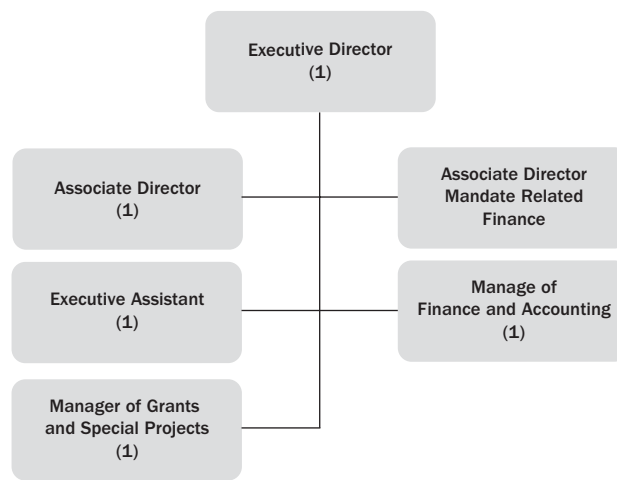 Executive Director
(1)
Associate Director
(1)
Associate Director
Mandate Related
Finance
Executive Assistant
(1)
Manage of
Finance and Accounting
(1)
Manager of Grants
and Special Projects
(1)